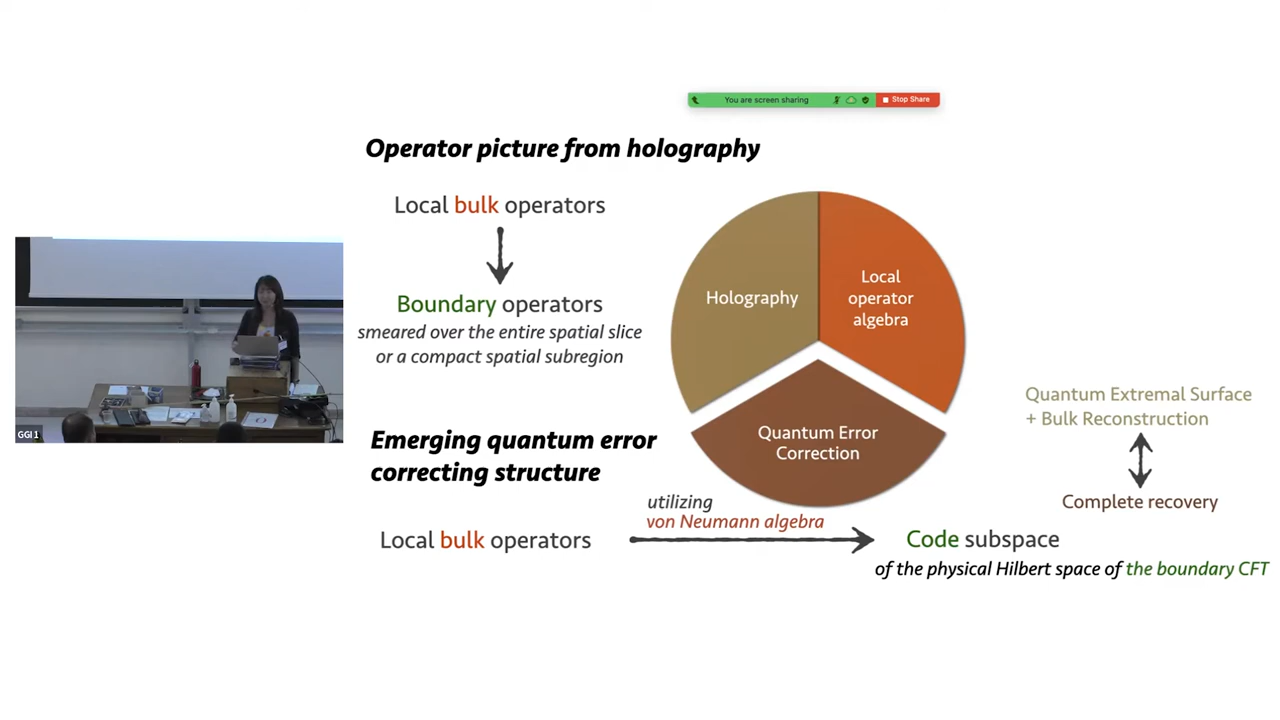 You are screen sharing
Stop Share
Operator picture from holography
Local bulk operators
Boundary operators
smeared over the entire spatial slice
or a compact spatial subregion
Holography
Local
operator
algebra
Quantum Error
Correction
Quantum Extremal Surface
+ Bulk Reconstruction
Complete recovery
Emerging quantum error
correcting structure
utilizing
von Neumann algebra
Local bulk operators
Code subspace
of the physical Hilbert space of the boundary CFT
GGI 1